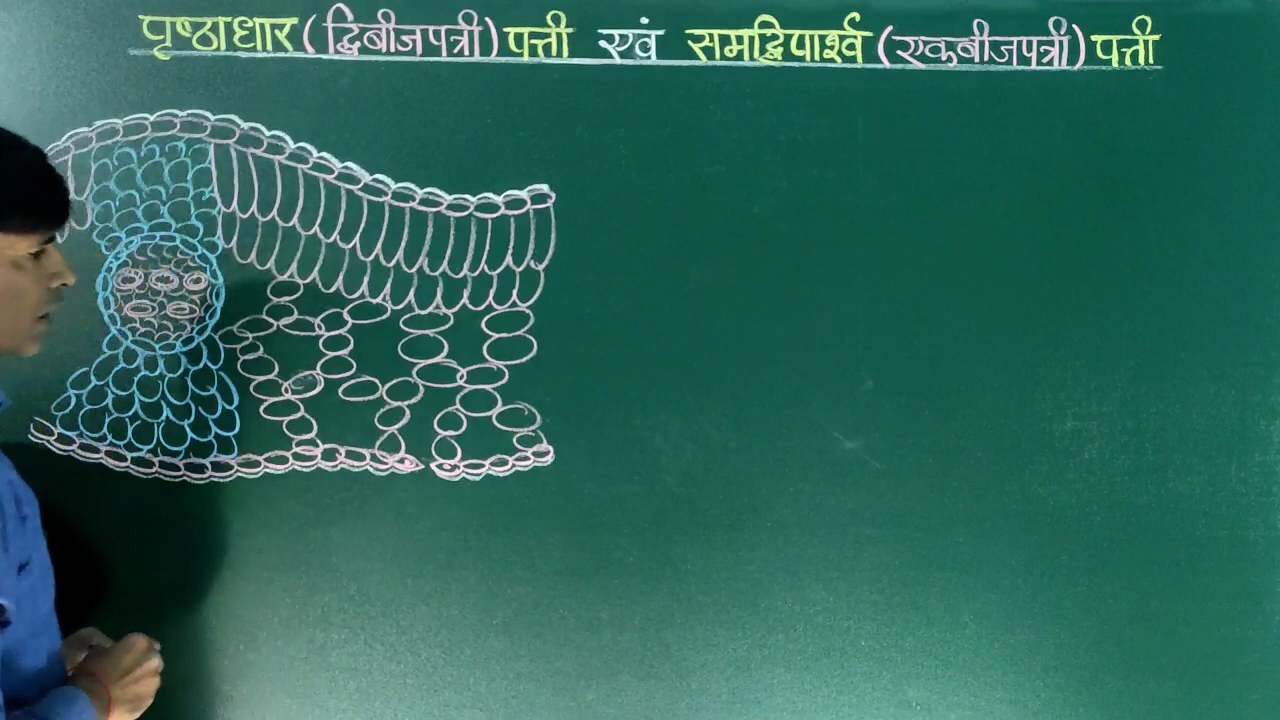 पृष्ठाधार (द्विबीजपत्री) पत्ती एवं समद्विपार्श्व (एकबीजपत्री) पत्ती